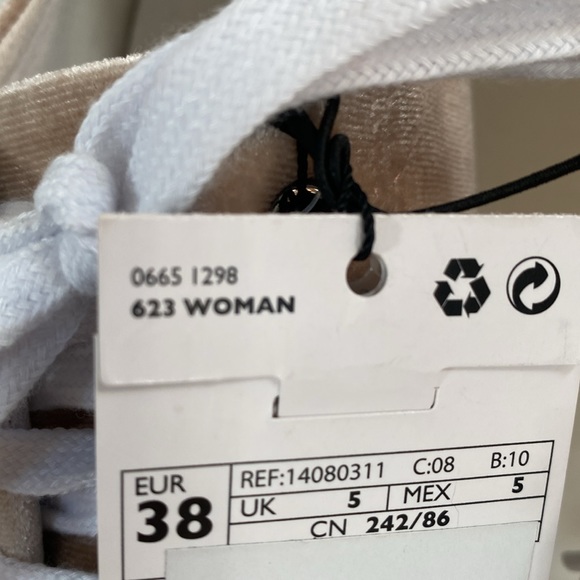 0665 1298
623 WOMAN
EUR
38
REF:14080311 C:08 B:10
UK 5 MEX 5
CN 242/86